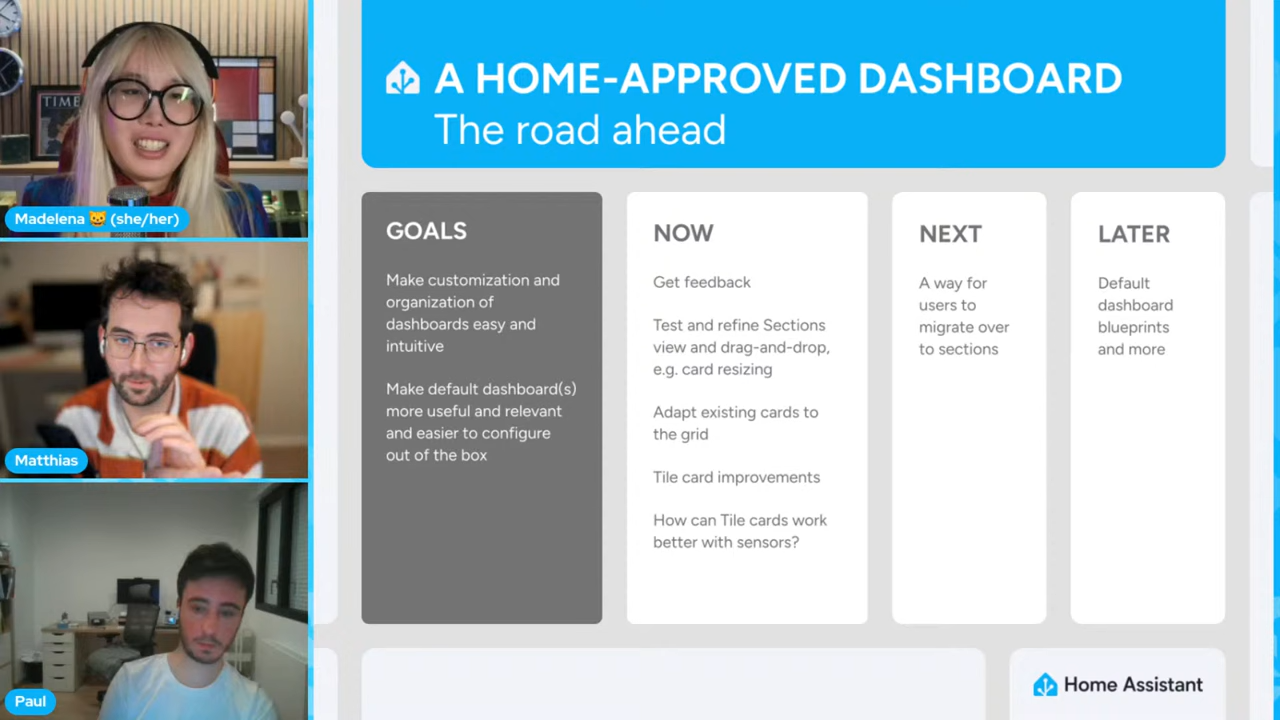 TIME
Madelena 😺 (she/her)
Matthias
Paul
A HOME-APPROVED DASHBOARD
The road ahead
GOALS
Make customization and
organization of
dashboards easy and
intuitive
Make default dashboard(s)
more useful and relevant
and easier to configure
out of the box
NOW
Get feedback
Test and refine Sections
view and drag-and-drop,
e.g. card resizing
Adapt existing cards to
the grid
Tile card improvements
How can Tile cards work
better with sensors?
NEXT
A way for
users to
migrate over
to sections
LATER
Default
dashboard
blueprints
and more
Home Assistant